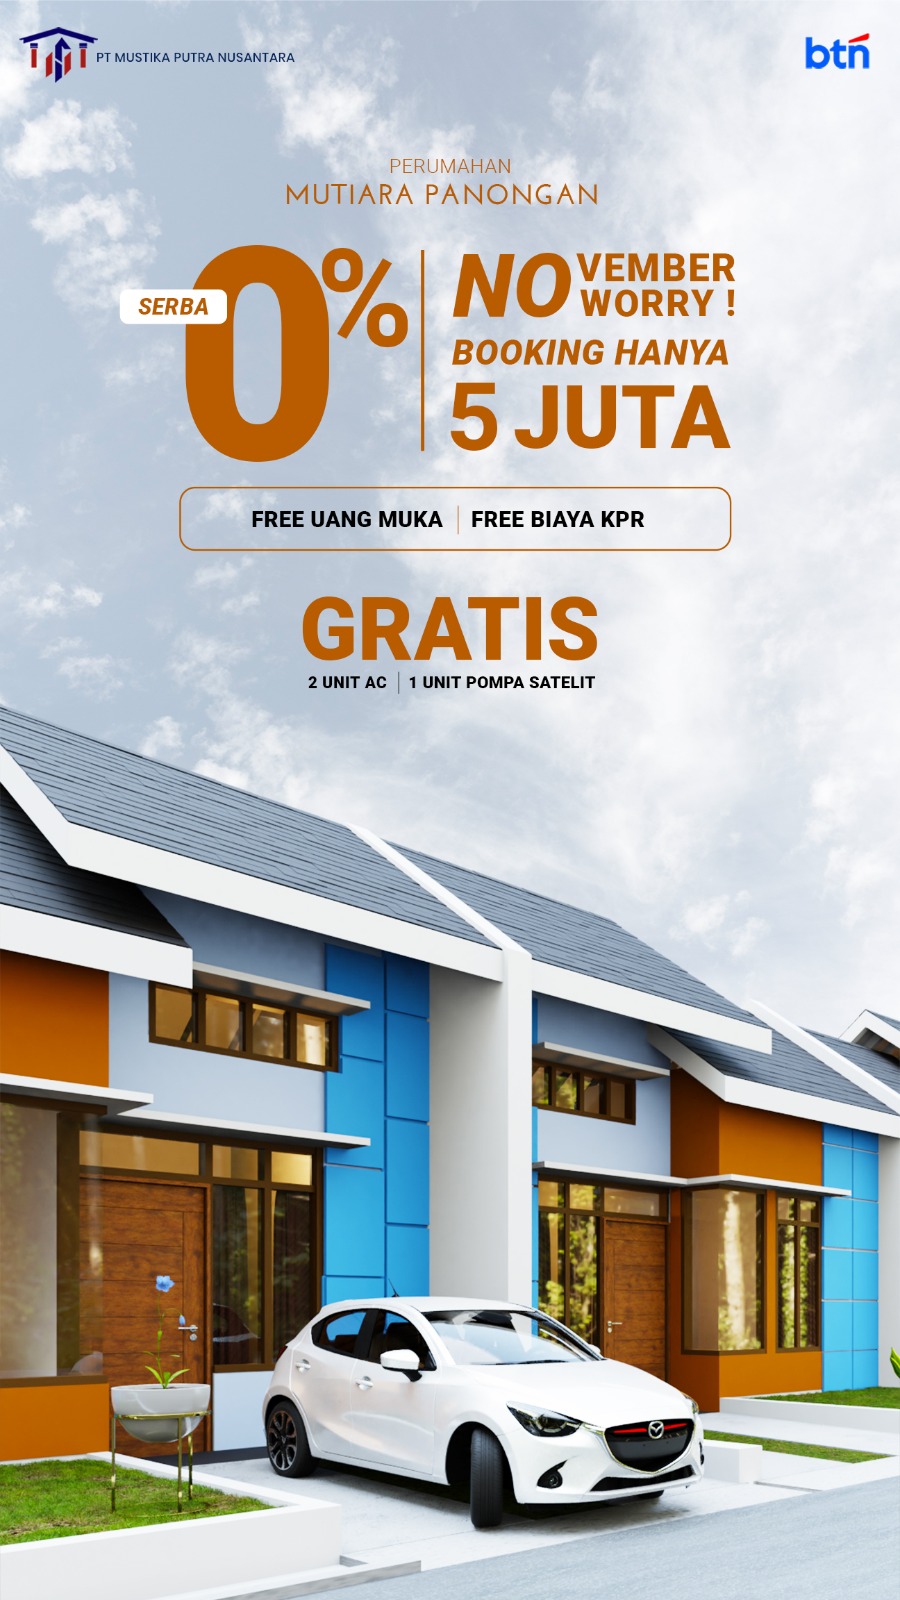 PT MUSTIKA PUTRA NUSANTARA
btn
PERUMAHAN
MUTIARA PANONGAN
SERBA
0%
NOVEMBER
WORRY !
BOOKING HANYA
5 JUTA
FREE UANG MUKA | FREE BIAYA KPR
GRATIS
2 UNIT AC | 1 UNIT POMPA SATELIT